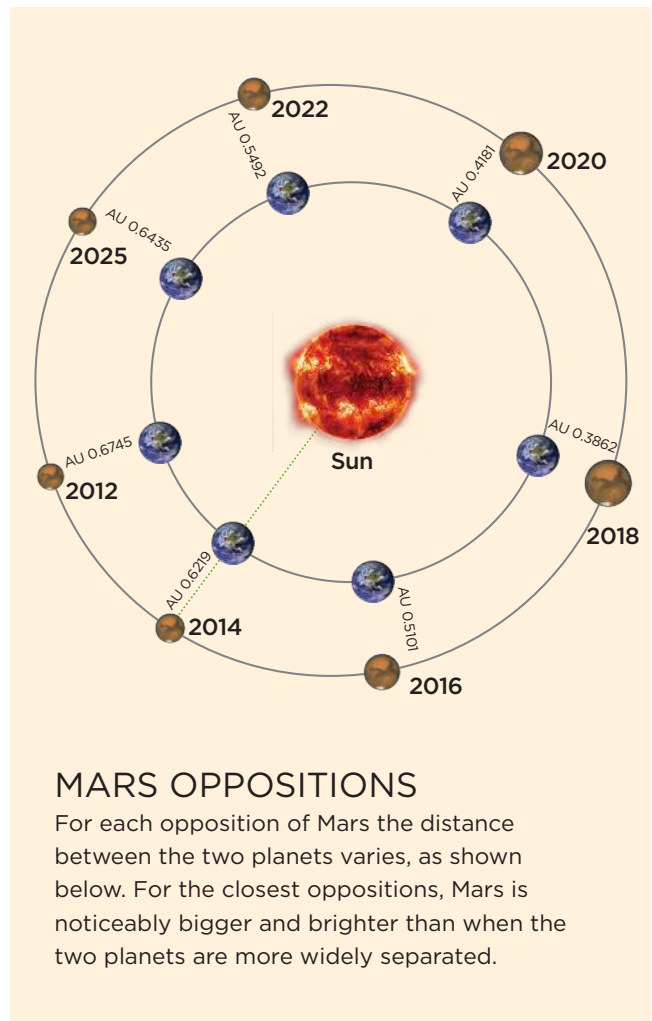 2022
AU 0.5492
2020
AU 0.4181
AU 0.6435
2025
AU 0.3862
Sun
AU 0.6745
2012
2018
AU 0.6219
2014
AU 0.5101
2016
MARS OPPOSITIONS
For each opposition of Mars the distance
between the two planets varies, as shown
below. For the closest oppositions, Mars is
noticeably bigger and brighter than when the
two planets are more widely separated.